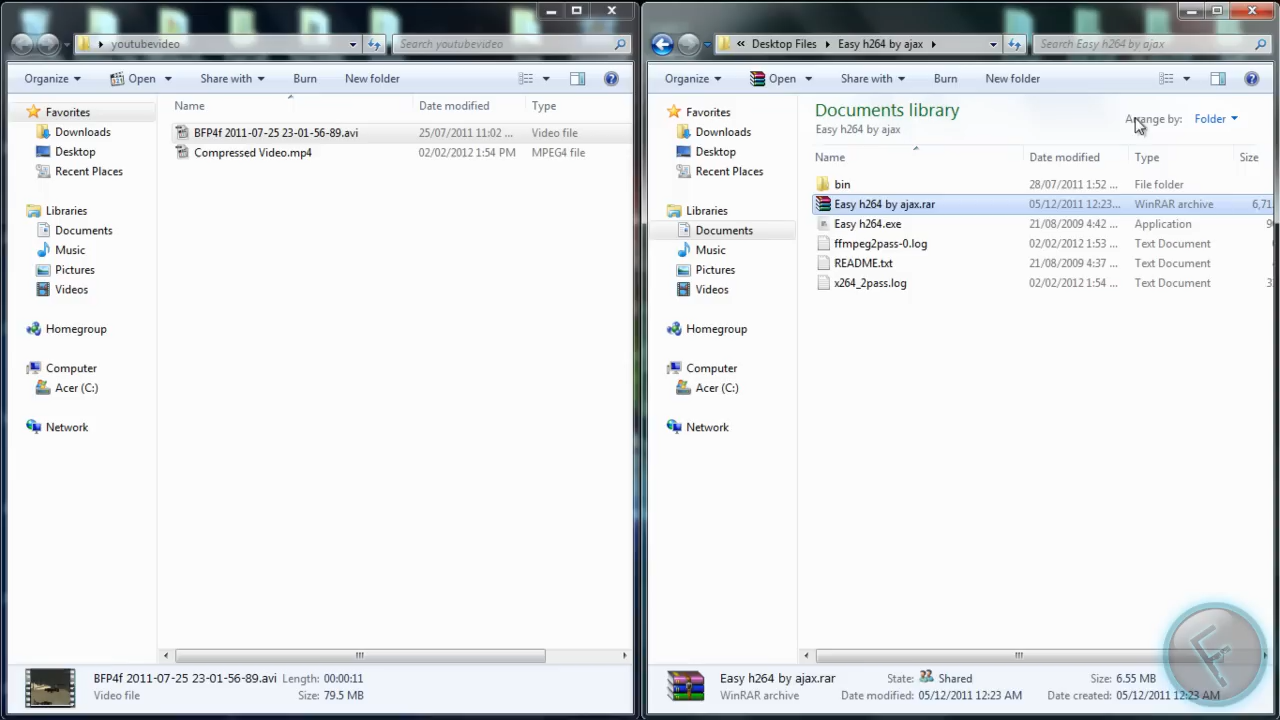 youtubevideo
Search youtubevideo
Organize
Open
Share with
Burn
New folder
Favorites
Downloads
Desktop
Recent Places
Libraries
Documents
Music
Pictures
Videos
Homegroup
Computer
Acer (C:)
Network
Name Date modified Type
BFP4f 2011-07-25 23-01-56-89.avi 25/07/2011 11:02 ... Video file
Compressed Video.mp4 02/02/2012 1:54 PM MPEG4 file
BFP4f 2011-07-25 23-01-56-89.avi Length: 00:00:11
Video file Size: 79.5 MB
« Desktop Files Easy h264 by ajax
Search Easy h264 by ajax
Organize
Open
Share with
Burn
New folder
Favorites
Downloads
Desktop
Recent Places
Libraries
Documents
Music
Pictures
Videos
Homegroup
Computer
Acer (C:)
Network
Documents library
Easy h264 by ajax
Arrange by: Folder
Name Date modified Type Size
bin 28/07/2011 1:52 ... File folder
Easy h264 by ajax.rar 05/12/2011 12:23... WinRAR archive 6,71
Easy h264.exe 21/08/2009 4:42 ... Application 9
ffmpeg2pass-0.log 02/02/2012 1:53 ... Text Document
README.txt 21/08/2009 4:37 ... Text Document
x264_2pass.log 02/02/2012 1:54 ... Text Document 3
Easy h264 by ajax.rar State: Shared Size: 6.55 MB
WinRAR archive Date modified: 05/12/2011 12:23 AM Date created: 05/12/2011 12:23 AM